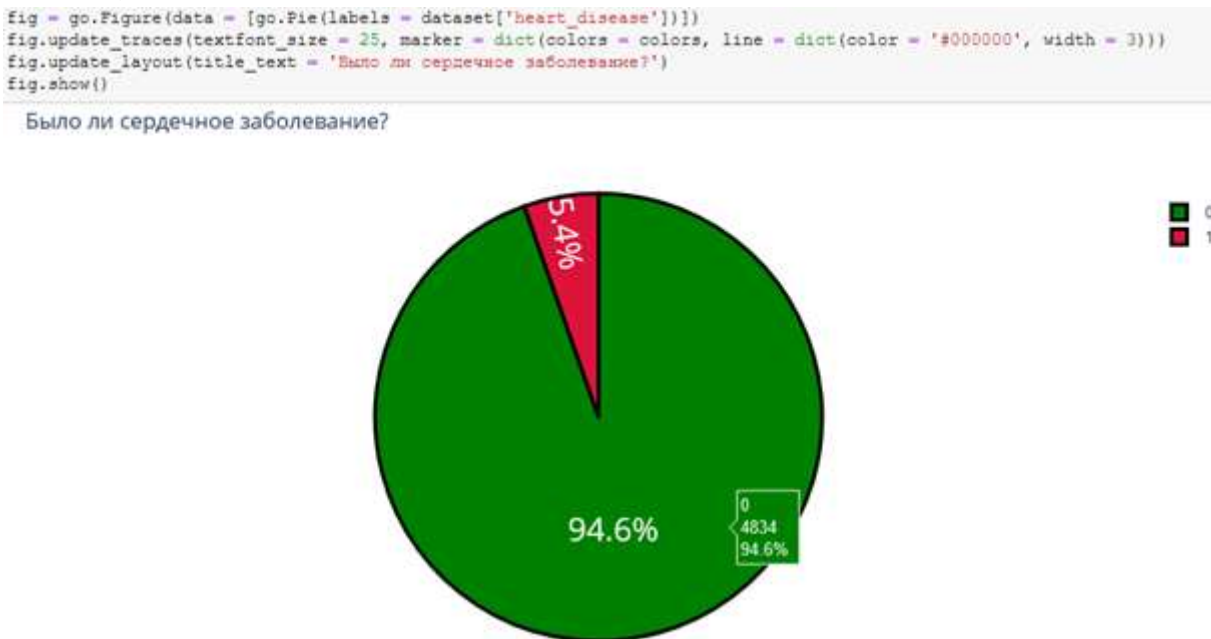 fig = go.Figure(data = [go.Pie(labels = dataset['heart_disease'])])
fig.update_traces(textfont_size = 25, marker = dict(colors = colors, line = dict(color = '#000000', width = 3)))
fig.update_layout(title_text = 'Было ли сердечное заболевание?')
fig.show()
Было ли сердечное заболевание?
0
1
5.4%
94.6%
0
4834
94.6%